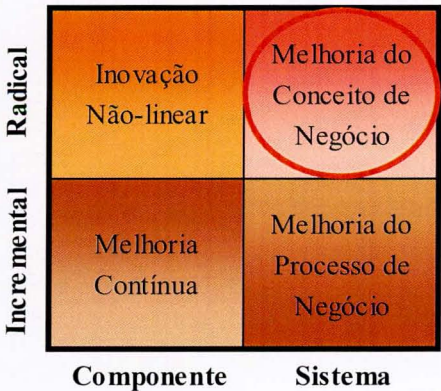 Radical
Inovação
Não-linear
Melhoria do
Conceito de
Negócio
Incremental
Melhoria
Contínua
Melhoria do
Processo de
Negócio
Componente
Sistema